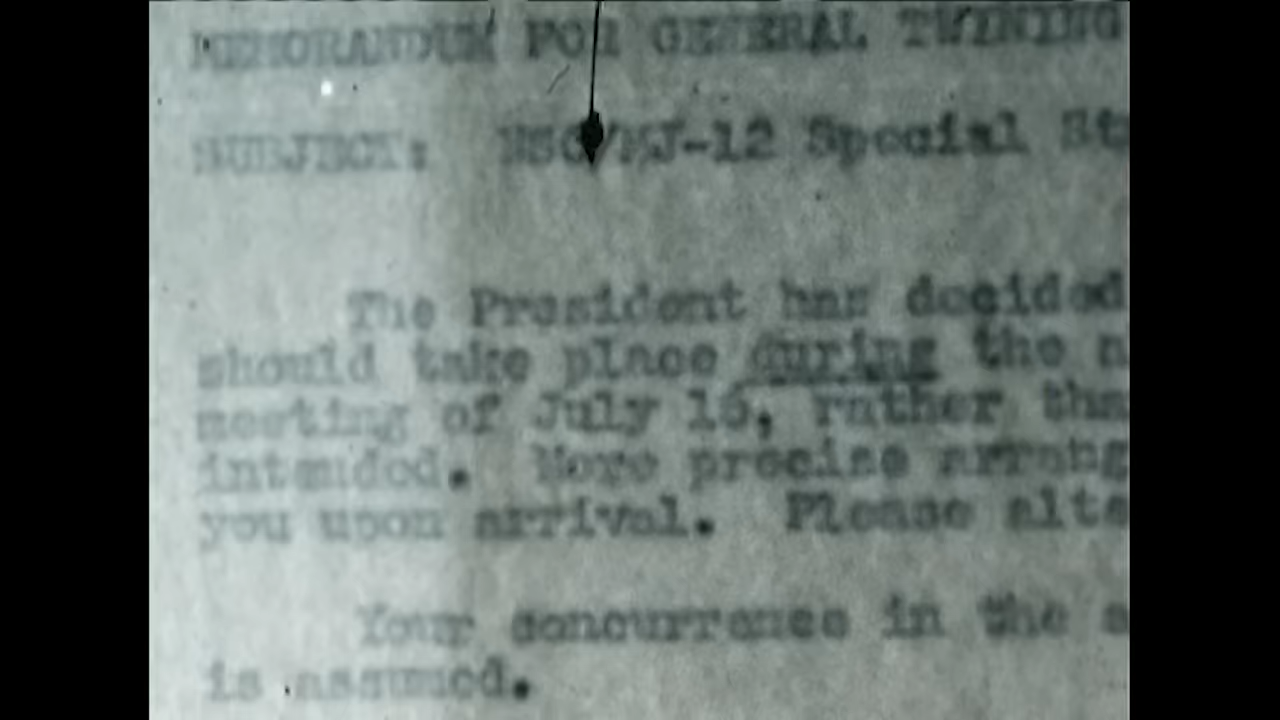 MEMORANDUM FOR GENERAL TWINING
SUBJECT: NSC/MJ-12 Special St
The President has decided
should take place during the n
meeting of July 16, rather tha
intended. More precise arrang
you upon arrival. Please alte
Your concurrence in the a
is assumed.